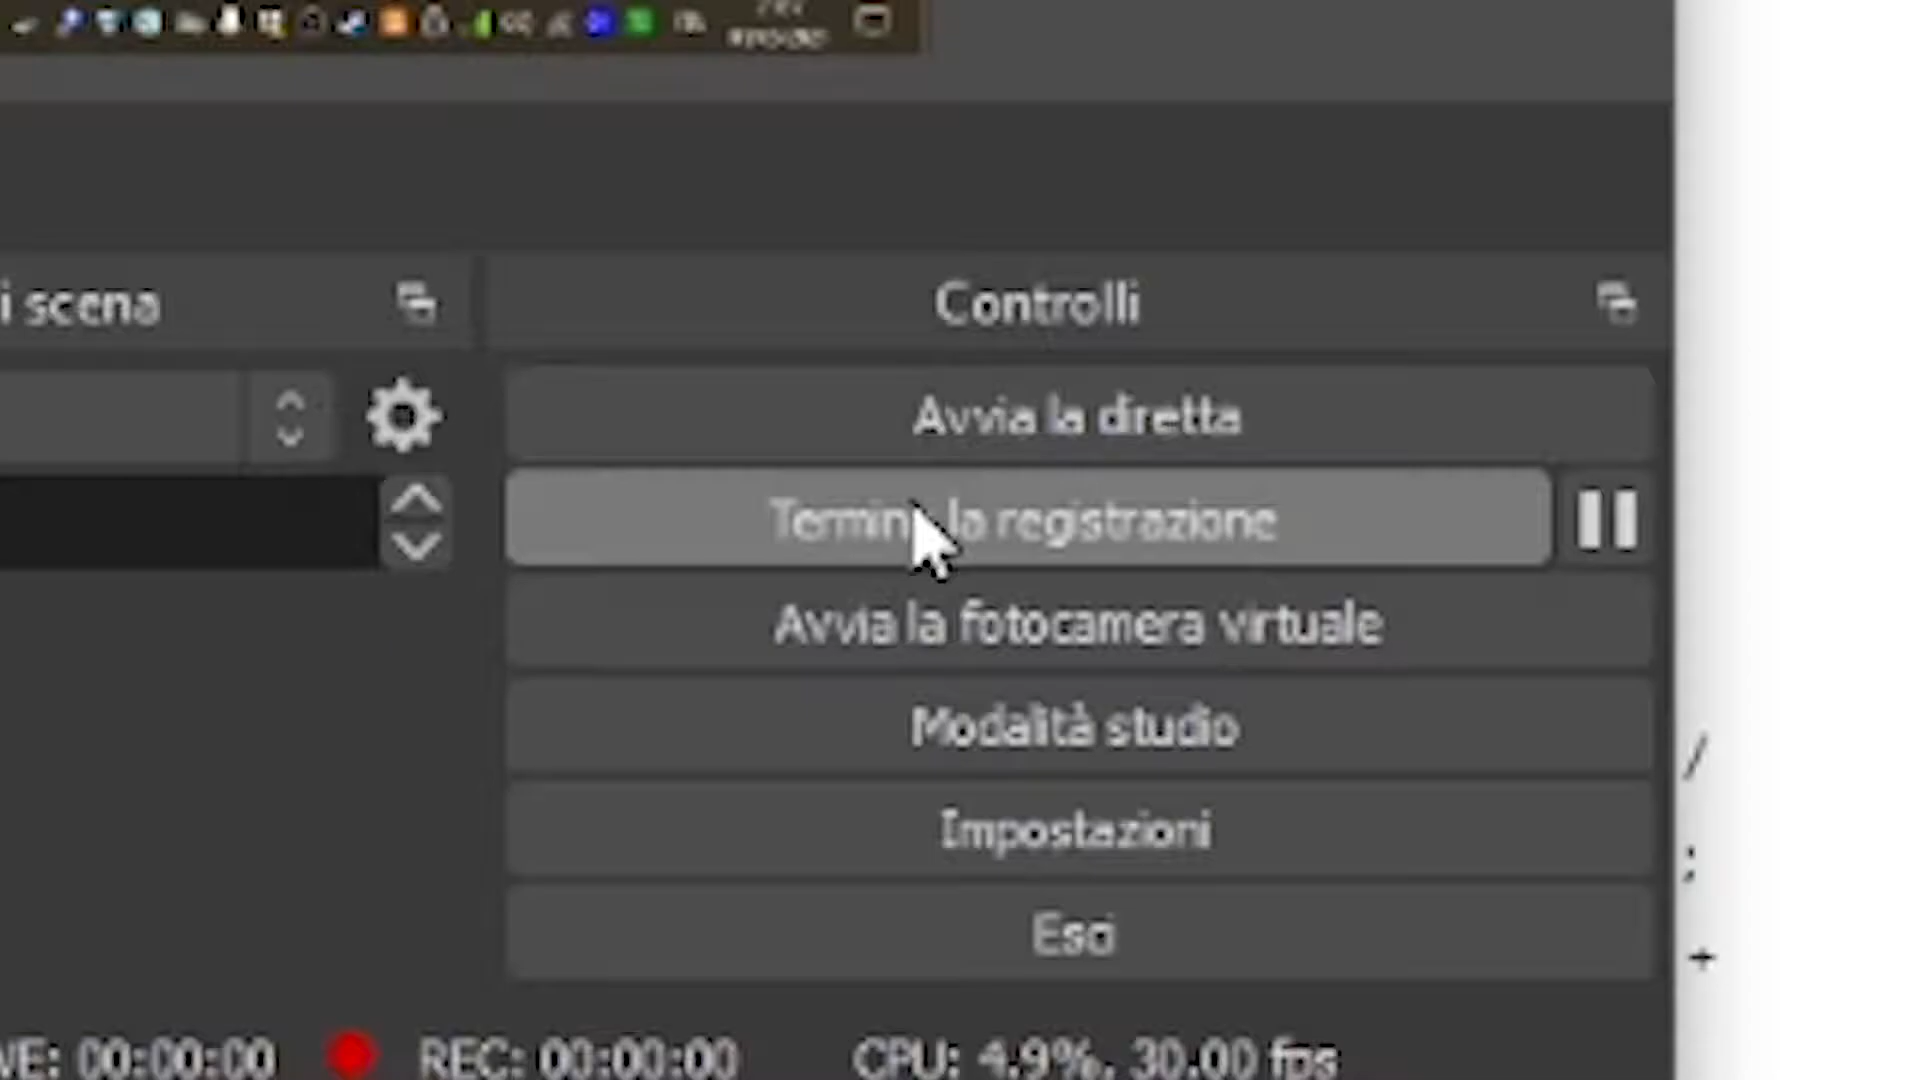 i scena
Controlli
Avvia la diretta
la registrazione
Avvia la fotocamera virtuale
Modalità studio
Impostazioni
Esci
VE: 00:00:00 REC: 00:00:00 CPU: 4.9%, 30.00 fps
/
;
+